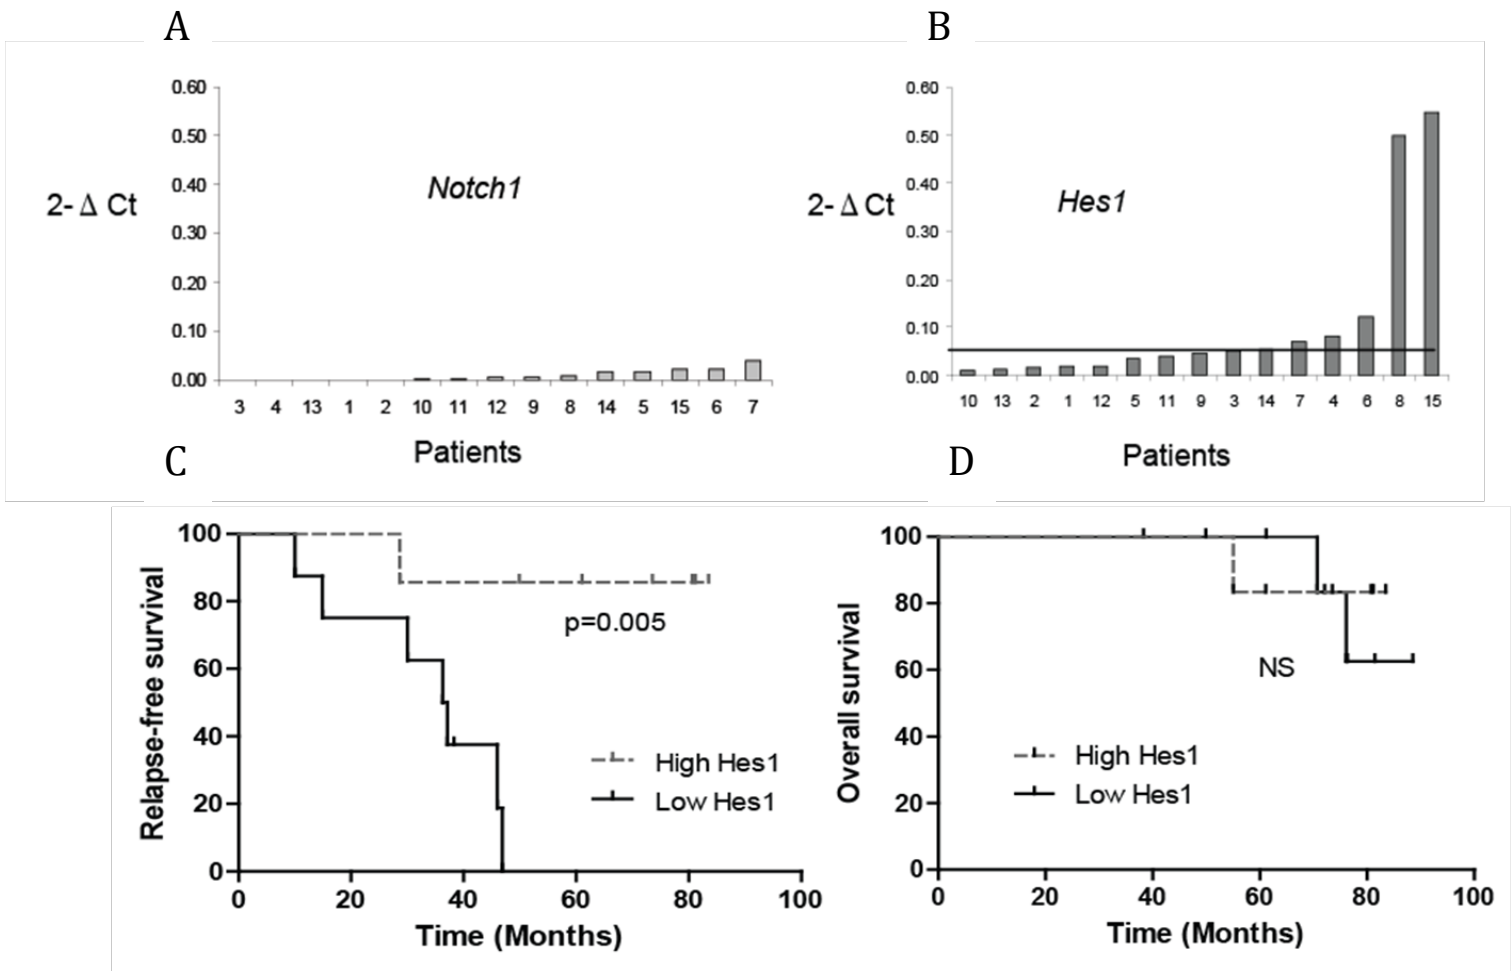 A
0.60
0.50
0.40
0.30
0.20
0.10
0.00
2- Δ Ct
Notch1
3 4 13 1 2 10 11 12 9 8 14 5 15 6 7
Patients
B
0.60
0.50
0.40
0.30
0.20
0.10
0.00
2- Δ Ct
Hes1
10 13 2 1 12 5 11 9 3 14 7 4 6 8 15
Patients
C
100
80
60
40
20
0
Relapse-free survival
p=0.005
High Hes1
Low Hes1
0 20 40 60 80 100
Time (Months)
D
100
80
60
40
20
0
Overall survival
NS
High Hes1
Low Hes1
0 20 40 60 80 100
Time (Months)